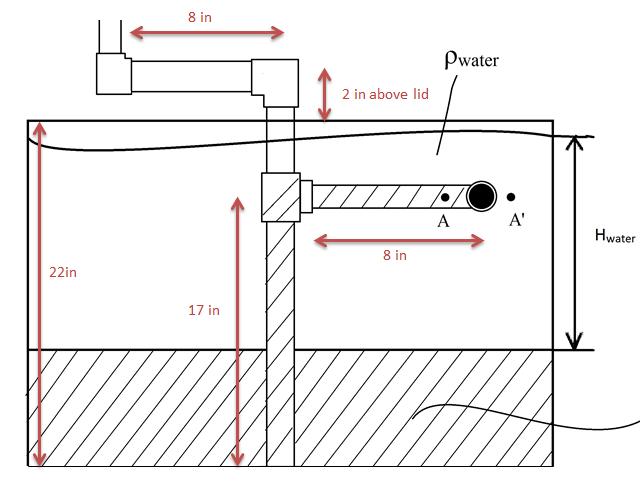 8 in
ρwater
2 in above lid
A
A'
Hwater
8 in
22in
17 in